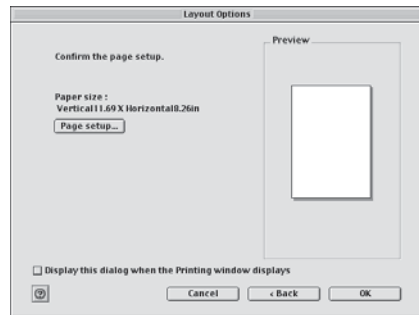 Layout Options
Preview
Confirm the page setup.
Paper size :
Vertical11.69 X Horizontal8.26in
Page setup...
Display this dialog when the Printing window displays
?
Cancel
< Back
OK